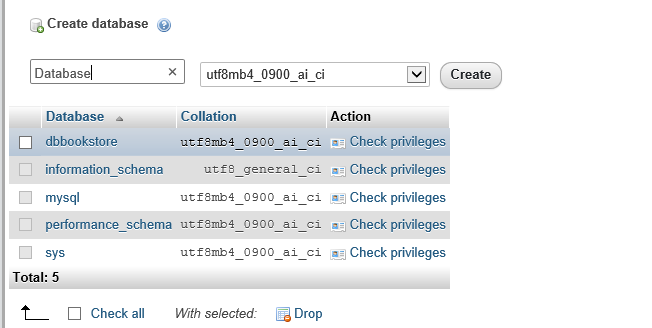 Create database
Database × utf8mb4_0900_ai_ci Create
Database Collation Action
dbbookstore utf8mb4_0900_ai_ci Check privileges
information_schema utf8_general_ci Check privileges
mysql utf8mb4_0900_ai_ci Check privileges
performance_schema utf8mb4_0900_ai_ci Check privileges
sys utf8mb4_0900_ai_ci Check privileges
Total: 5
Check all With selected: Drop